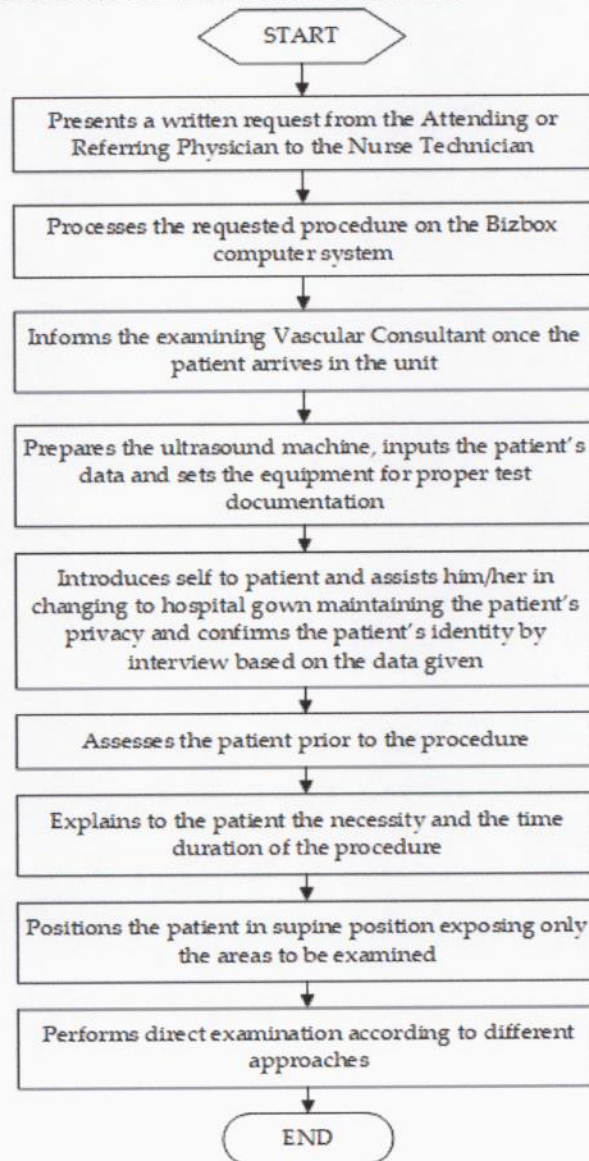 START
Presents a written request from the Attending or
Referring Physician to the Nurse Technician
Processes the requested procedure on the Bizbox
computer system
Informs the examining Vascular Consultant once the
patient arrives in the unit
Prepares the ultrasound machine, inputs the patient's
data and sets the equipment for proper test
documentation
Introduces self to patient and assists him/her in
changing to hospital gown maintaining the patient's
privacy and confirms the patient's identity by
interview based on the data given
Assesses the patient prior to the procedure
Explains to the patient the necessity and the time
duration of the procedure
Positions the patient in supine position exposing only
the areas to be examined
Performs direct examination according to different
approaches
END